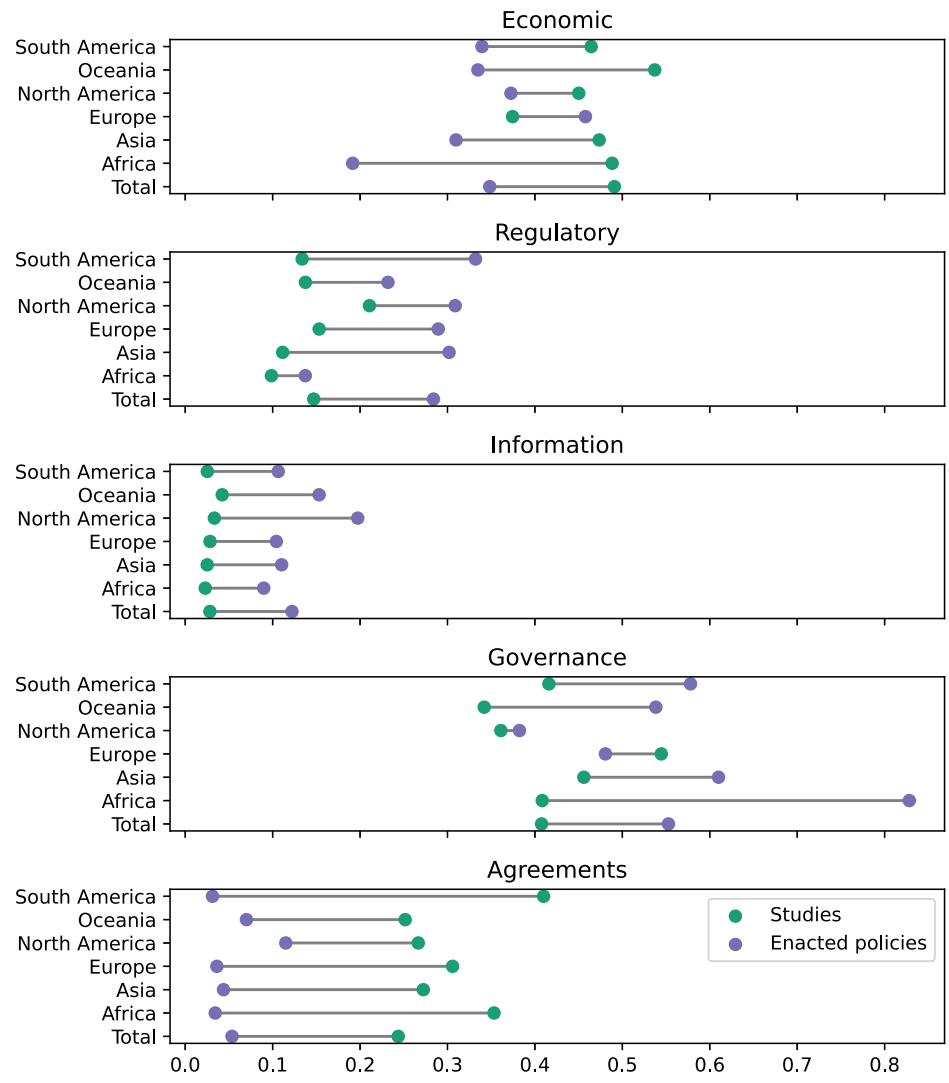 Economic
South America
Oceania
North America
Europe
Asia
Africa
Total
Regulatory
South America
Oceania
North America
Europe
Asia
Africa
Total
Information
South America
Oceania
North America
Europe
Asia
Africa
Total
Governance
South America
Oceania
North America
Europe
Asia
Africa
Total
Agreements
South America
Oceania
North America
Europe
Asia
Africa
Total
Studies
Enacted policies
0.0 0.1 0.2 0.3 0.4 0.5 0.6 0.7 0.8